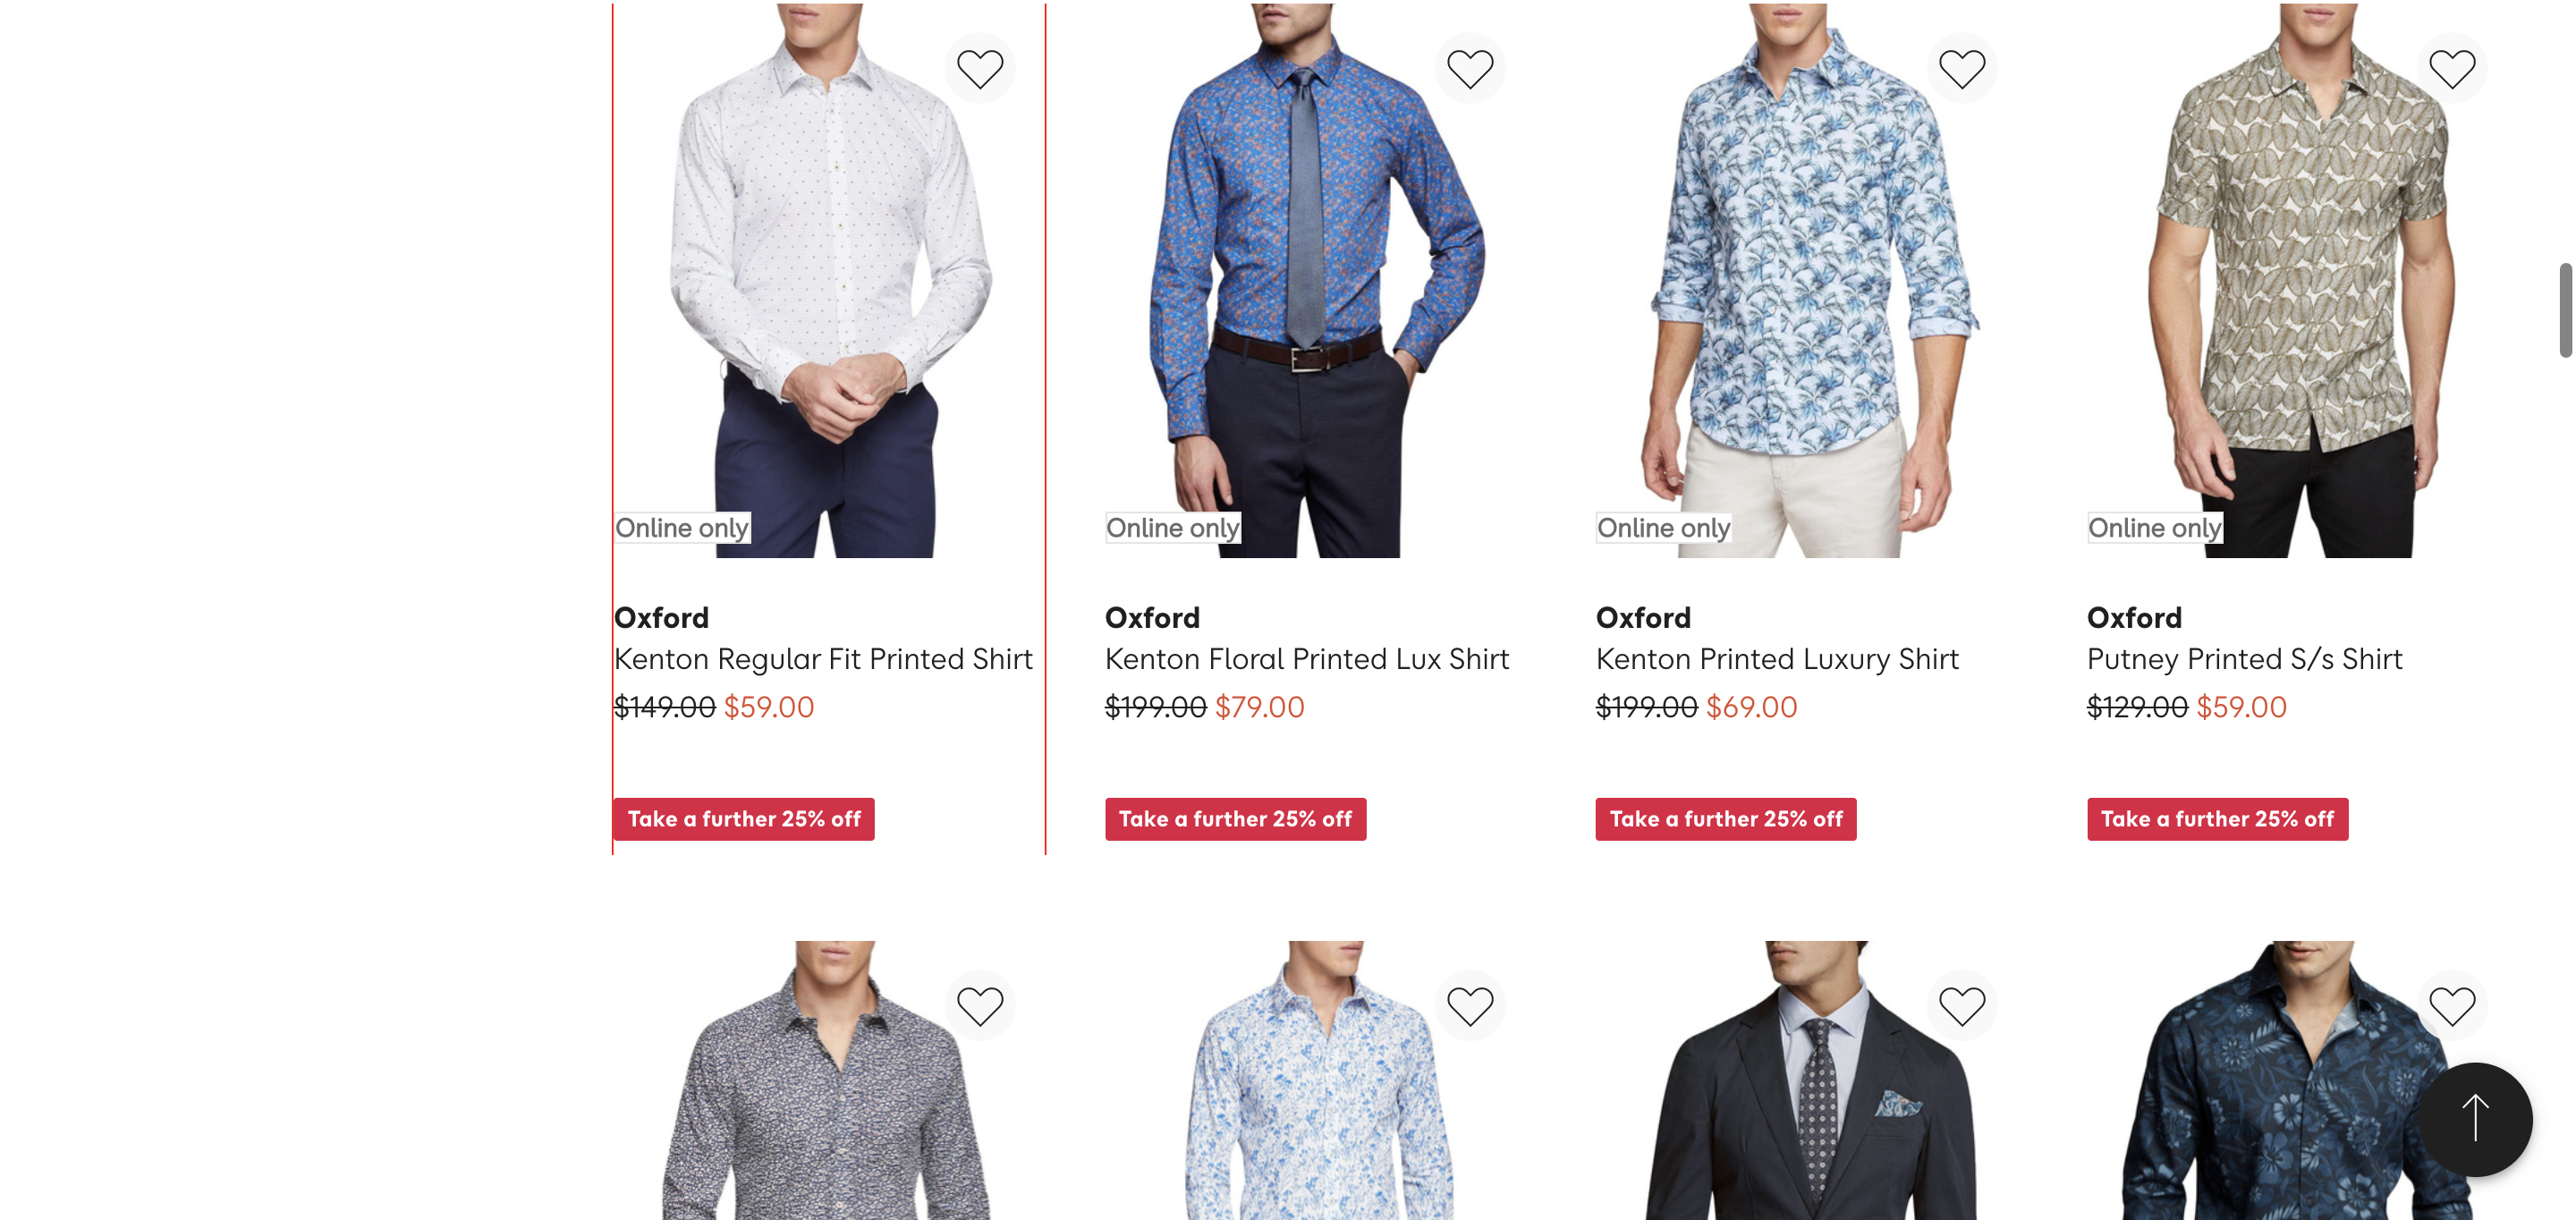 Online only
Online only
Online only
Online only
Oxford
Kenton Regular Fit Printed Shirt
$149.00 $59.00
Take a further 25% off
Oxford
Kenton Floral Printed Lux Shirt
$199.00 $79.00
Take a further 25% off
Oxford
Kenton Printed Luxury Shirt
$199.00 $69.00
Take a further 25% off
Oxford
Putney Printed S/s Shirt
$129.00 $59.00
Take a further 25% off